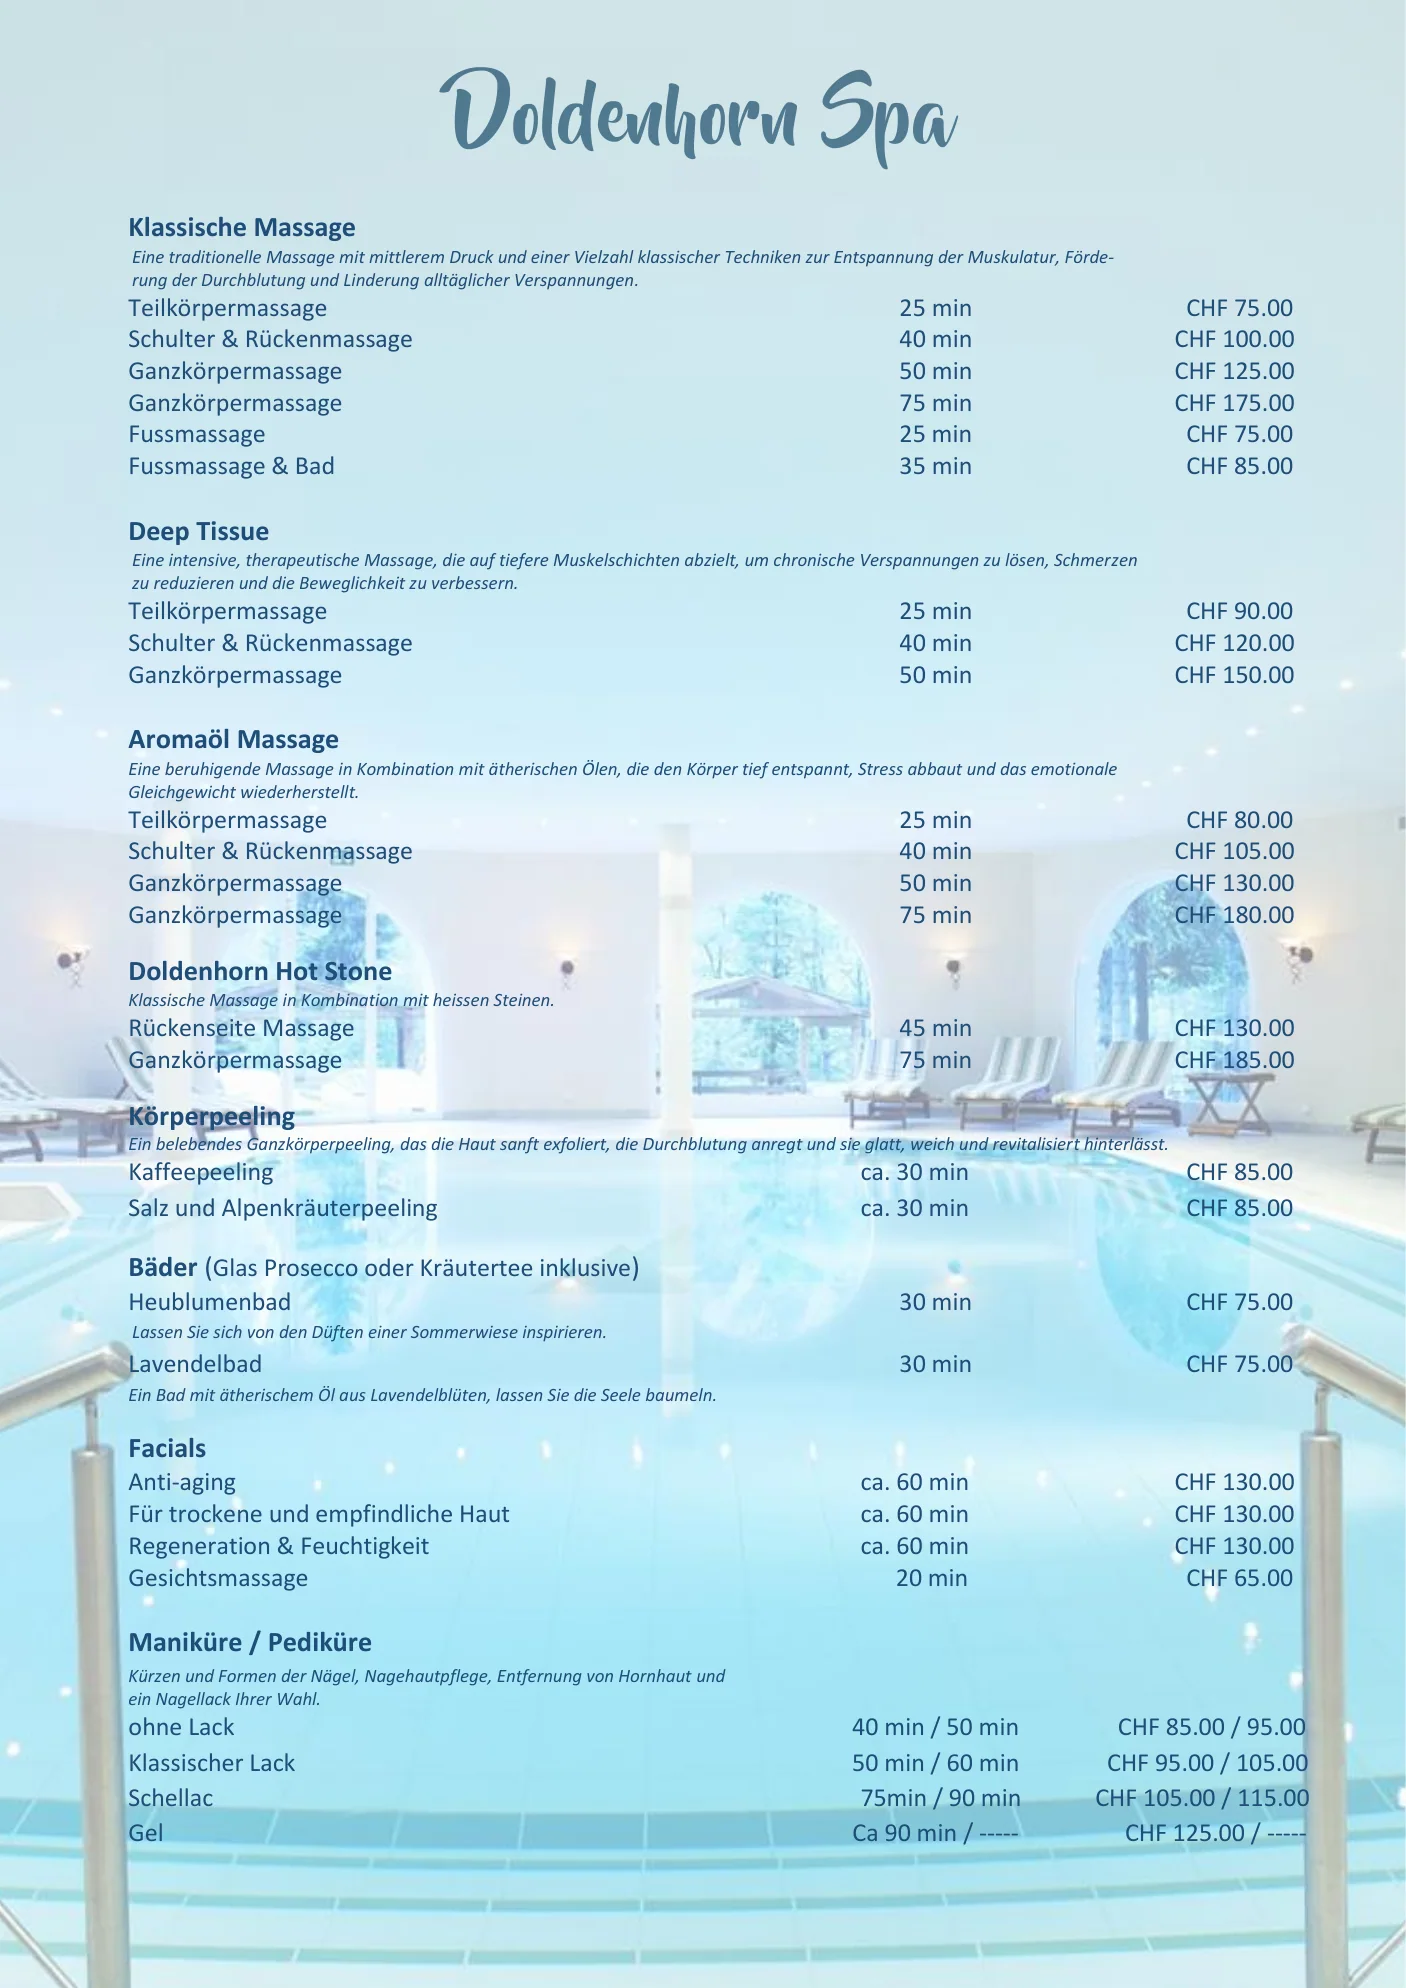 Doldenhorn Spa
Klassische Massage
Eine traditionelle Massage mit mittlerem Druck und einer Vielzahl klassischer Techniken zur Entspannung der Muskulatur, Förde-
rung der Durchblutung und Linderung alltäglicher Verspannungen.
Teilkörpermassage 25 min CHF 75.00
Schulter & Rückenmassage 40 min CHF 100.00
Ganzkörpermassage 50 min CHF 125.00
Ganzkörpermassage 75 min CHF 175.00
Fussmassage 25 min CHF 75.00
Fussmassage & Bad 35 min CHF 85.00
Deep Tissue
Eine intensive, therapeutische Massage, die auf tiefere Muskelschichten abzielt, um chronische Verspannungen zu lösen, Schmerzen
zu reduzieren und die Beweglichkeit zu verbessern.
Teilkörpermassage 25 min CHF 90.00
Schulter & Rückenmassage 40 min CHF 120.00
Ganzkörpermassage 50 min CHF 150.00
Aromaöl Massage
Eine beruhigende Massage in Kombination mit ätherischen Ölen, die den Körper tief entspannt, Stress abbaut und das emotionale
Gleichgewicht wiederherstellt.
Teilkörpermassage 25 min CHF 80.00
Schulter & Rückenmassage 40 min CHF 105.00
Ganzkörpermassage 50 min CHF 130.00
Ganzkörpermassage 75 min CHF 180.00
Doldenhorn Hot Stone
Klassische Massage in Kombination mit heissen Steinen.
Rückenseite Massage 45 min CHF 130.00
Ganzkörpermassage 75 min CHF 185.00
Körperpeeling
Ein belebendes Ganzkörperpeeling, das die Haut sanft exfoliert, die Durchblutung anregt und sie glatt, weich und revitalisiert hinterlässt.
Kaffeepeeling ca. 30 min CHF 85.00
Salz und Alpenkräuterpeeling ca. 30 min CHF 85.00
Bäder (Glas Prosecco oder Kräutertee inklusive)
Heublumenbad 30 min CHF 75.00
Lassen Sie sich von den Düften einer Sommerwiese inspirieren.
Lavendelbad 30 min CHF 75.00
Ein Bad mit ätherischem Öl aus Lavendelblüten, lassen Sie die Seele baumeln.
Facials
Anti-aging ca. 60 min CHF 130.00
Für trockene und empfindliche Haut ca. 60 min CHF 130.00
Regeneration & Feuchtigkeit ca. 60 min CHF 130.00
Gesichtsmassage 20 min CHF 65.00
Maniküre / Pediküre
Kürzen und Formen der Nägel, Nagehautpflege, Entfernung von Hornhaut und
ein Nagellack Ihrer Wahl.
ohne Lack 40 min / 50 min CHF 85.00 / 95.00
Klassischer Lack 50 min / 60 min CHF 95.00 / 105.00
Schellac 75min / 90 min CHF 105.00 / 115.00
Gel Ca 90 min / ----- CHF 125.00 / -----